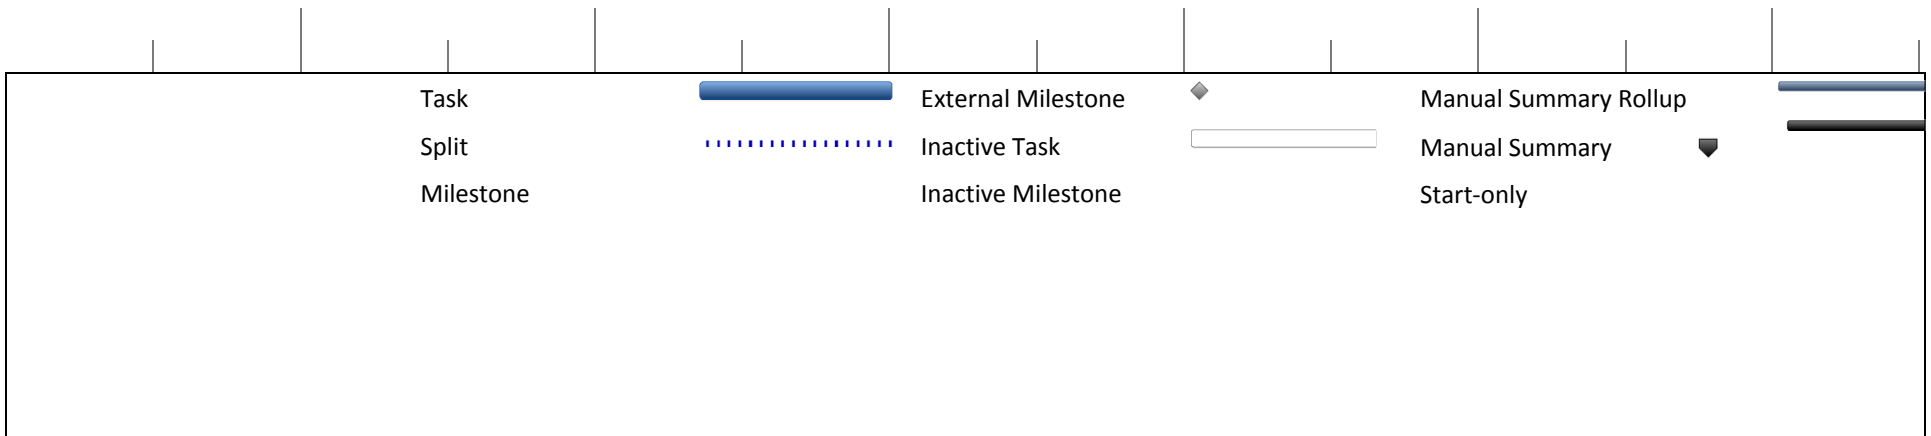 Task External Milestone Manual Summary Rollup
Split Inactive Task Manual Summary
Milestone Inactive Milestone Start-only